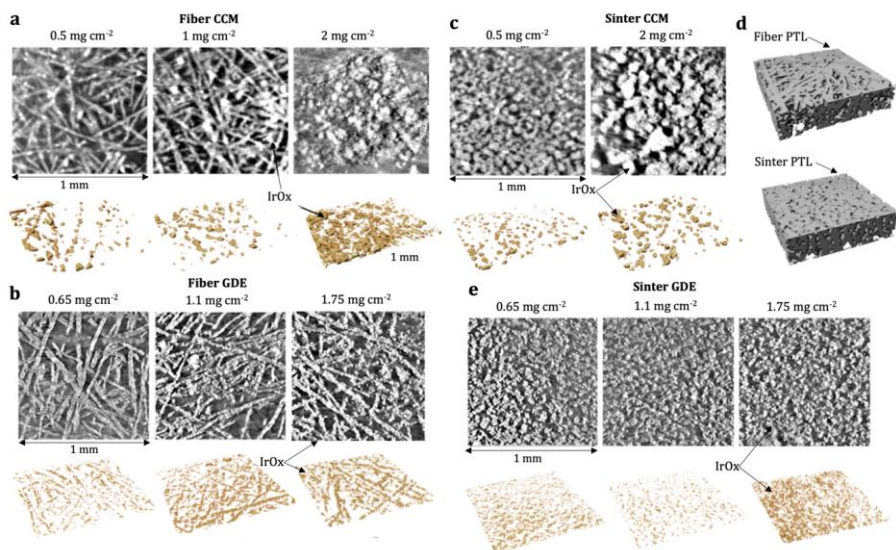 a
Fiber CCM
0.5 mg cm⁻²
1 mg cm⁻²
2 mg cm⁻²
1 mm
IrOx
1 mm
b
Fiber GDE
0.65 mg cm⁻²
1.1 mg cm⁻²
1.75 mg cm⁻²
1 mm
IrOx
c
Sinter CCM
0.5 mg cm⁻²
2 mg cm⁻²
1 mm
IrOx
d
Fiber PTL
Sinter PTL
e
Sinter GDE
0.65 mg cm⁻²
1.1 mg cm⁻²
1.75 mg cm⁻²
1 mm
IrOx